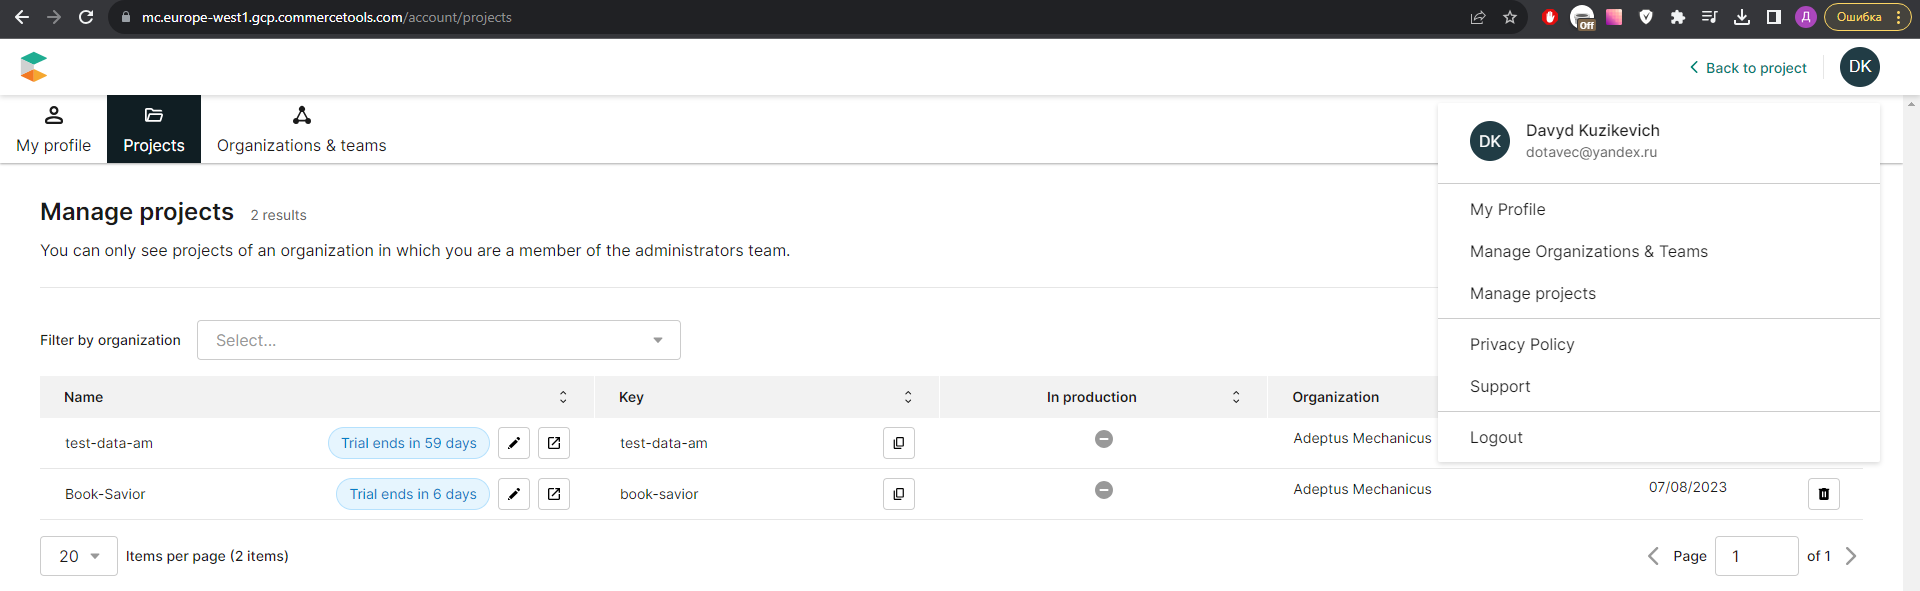 mc.europe-west1.gcp.commercetools.com/account/projects
Off
Д
Ошибка
Back to project
DK
My profile
Projects
Organizations & teams
DK
Davyd Kuzikevich
dotavec@yandex.ru
My Profile
Manage Organizations & Teams
Manage projects
Privacy Policy
Support
Logout
Manage projects 2 results
You can only see projects of an organization in which you are a member of the administrators team.
Filter by organization Select...
Name Key In production Organization
test-data-am Trial ends in 59 days test-data-am Adeptus Mechanicus
Book-Savior Trial ends in 6 days book-savior Adeptus Mechanicus 07/08/2023
20 Items per page (2 items) Page 1 of 1